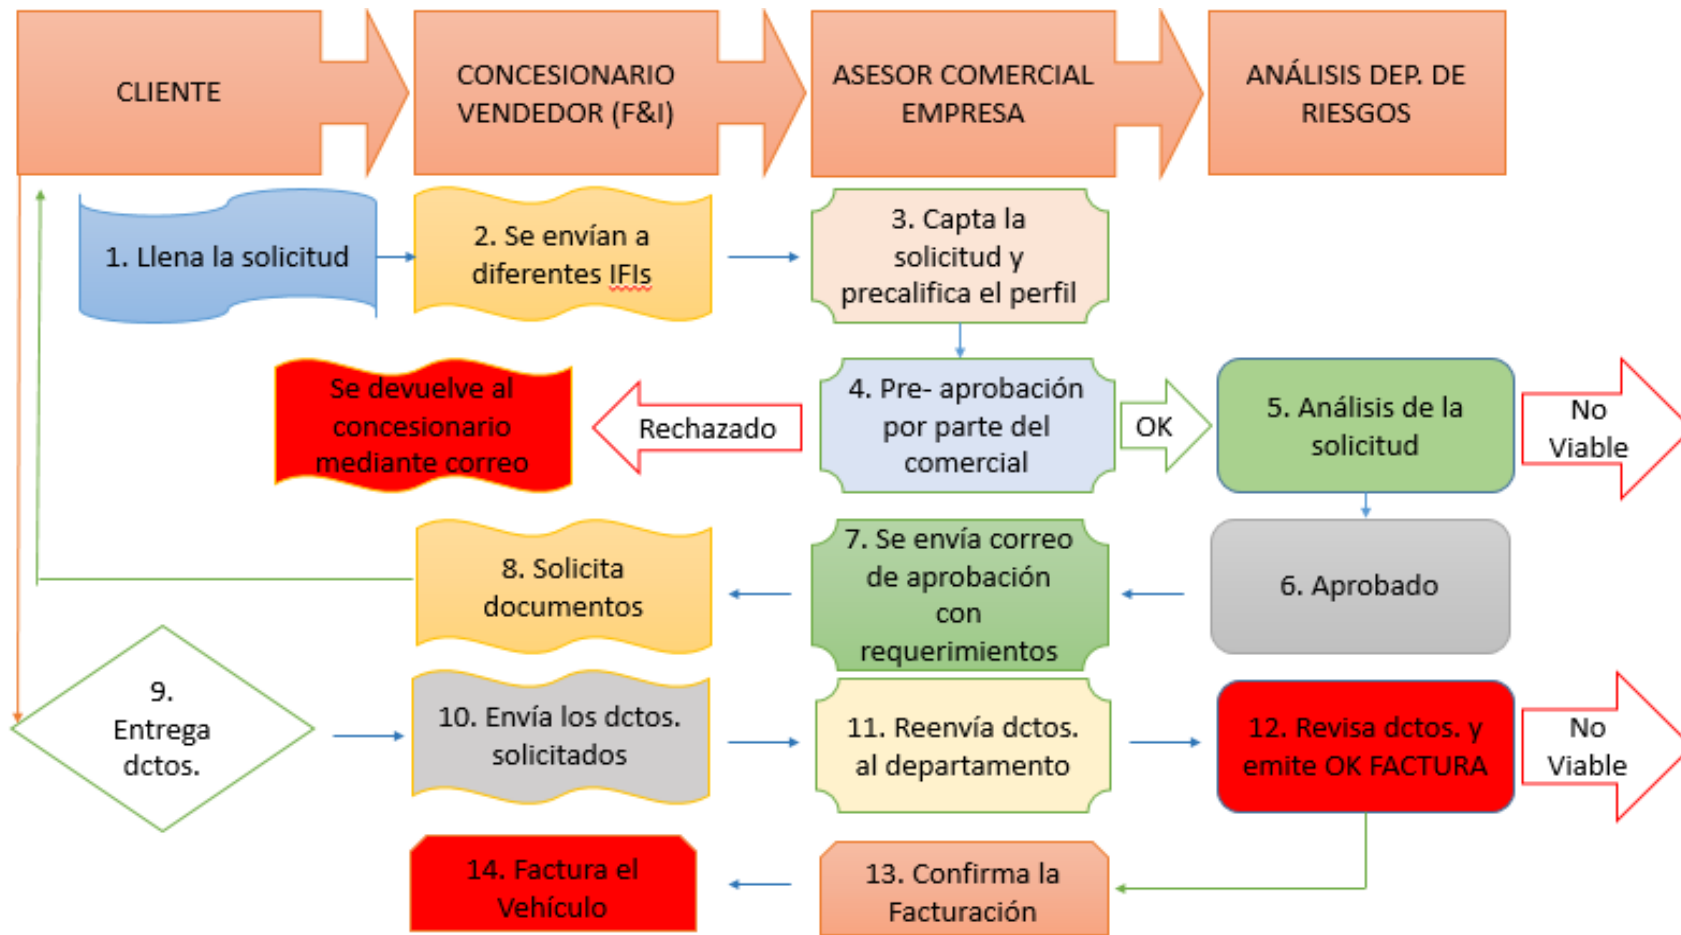 CLIENTE
CONCESIONARIO
VENDEDOR (F&I)
ASESOR COMERCIAL
EMPRESA
ANÁLISIS DEP. DE
RIESGOS
1. Llena la solicitud
2. Se envían a
diferentes IFIs
3. Capta la
solicitud y
precalifica el perfil
Se devuelve al
concesionario
mediante correo
Rechazado
4. Pre- aprobación
por parte del
comercial
OK
5. Análisis de la
solicitud
No
Viable
8. Solicita
documentos
7. Se envía correo
de aprobación
con
requerimientos
6. Aprobado
9.
Entrega
dctos.
10. Envía los dctos.
solicitados
11. Reenvía dctos.
al departamento
12. Revisa dctos. y
emite OK FACTURA
No
Viable
14. Factura el
Vehículo
13. Confirma la
Facturación